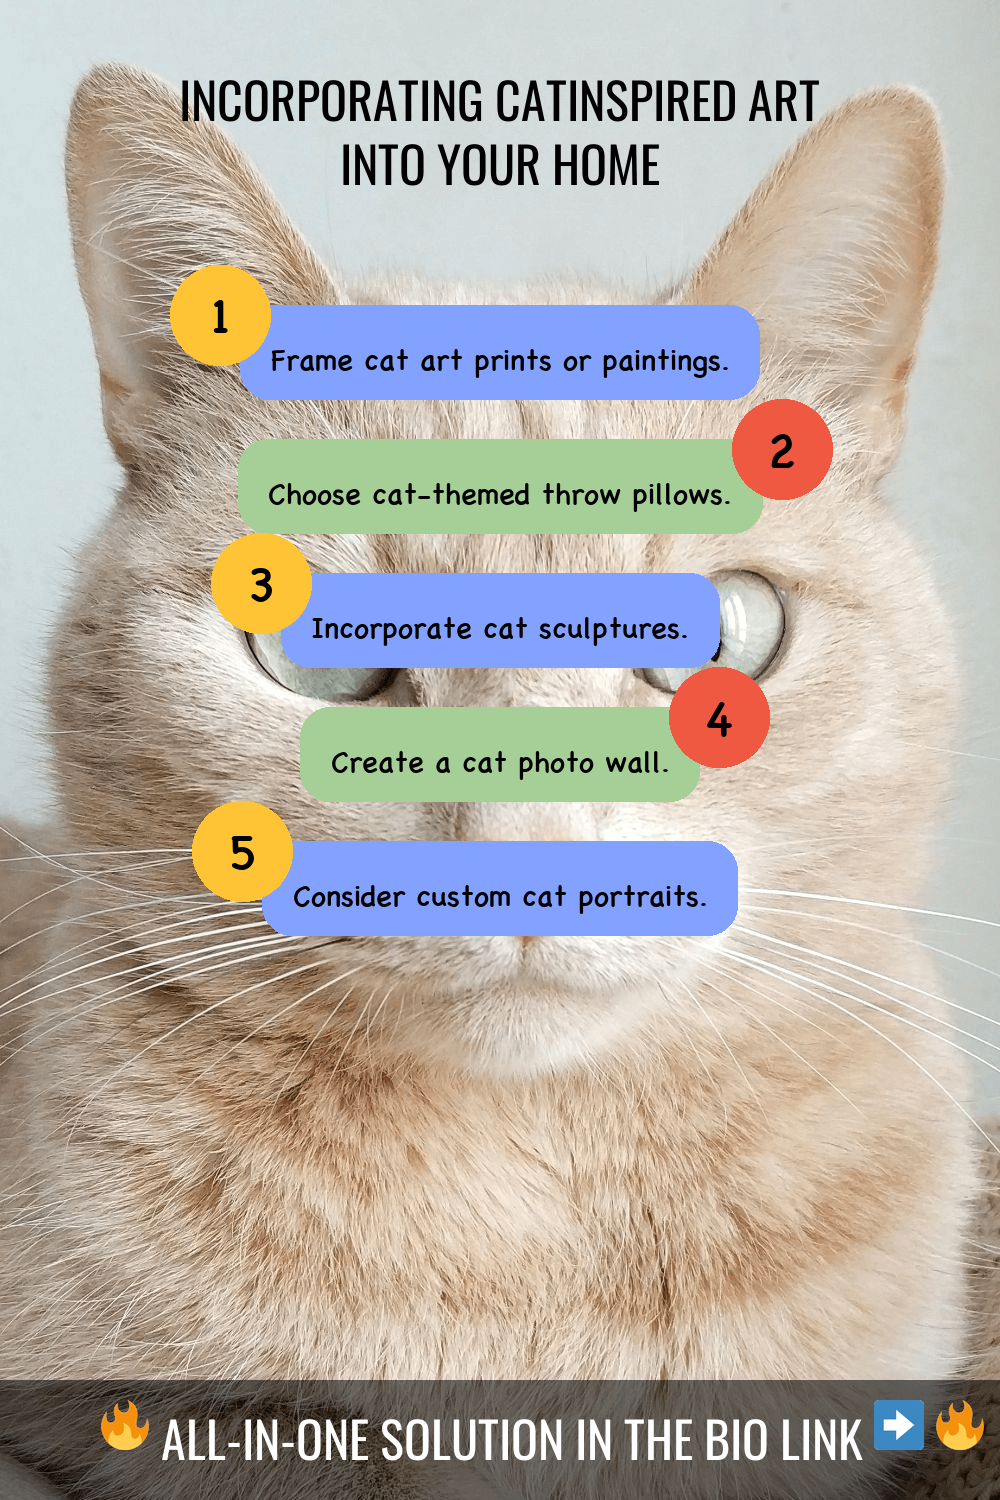 INCORPORATING CATINSPIRED ART
INTO YOUR HOME
1
Frame cat art prints or paintings.
2
Choose cat-themed throw pillows.
3
Incorporate cat sculptures.
4
Create a cat photo wall.
5
Consider custom cat portraits.
🔥 ALL-IN-ONE SOLUTION IN THE BIO LINK ➡️ 🔥